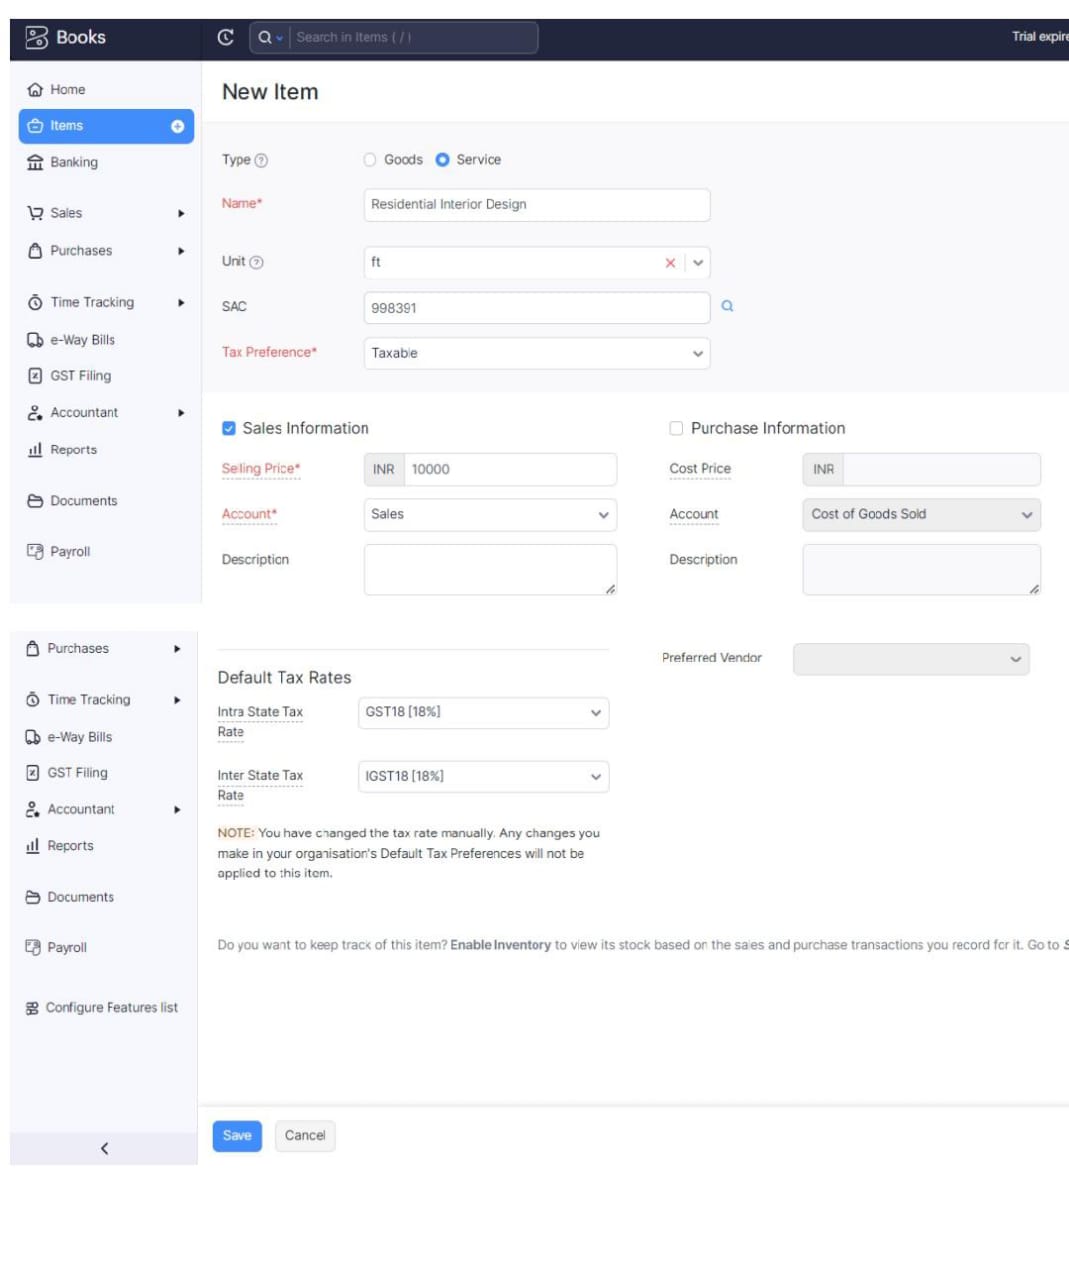 Books
Search in Items ( / )
Trial expire
Home
Items
Banking
Sales
Purchases
Time Tracking
e-Way Bills
GST Filing
Accountant
Reports
Documents
Payroll
New Item
Type
Goods Service
Name*
Residential Interior Design
Unit
ft
SAC
998391
Tax Preference*
Taxable
Sales Information
Selling Price*
INR 10000
Account*
Sales
Description
Purchase Information
Cost Price
INR
Account
Cost of Goods Sold
Description
Purchases
Time Tracking
e-Way Bills
GST Filing
Accountant
Reports
Documents
Payroll
Configure Features list
Preferred Vendor
Default Tax Rates
Intra State Tax
Rate
GST18 [18%]
Inter State Tax
Rate
IGST18 [18%]
NOTE: You have changed the tax rate manually. Any changes you
make in your organisation's Default Tax Preferences will not be
applied to this item.
Do you want to keep track of this item? Enable Inventory to view its stock based on the sales and purchase transactions you record for it. Go to S
Save
Cancel